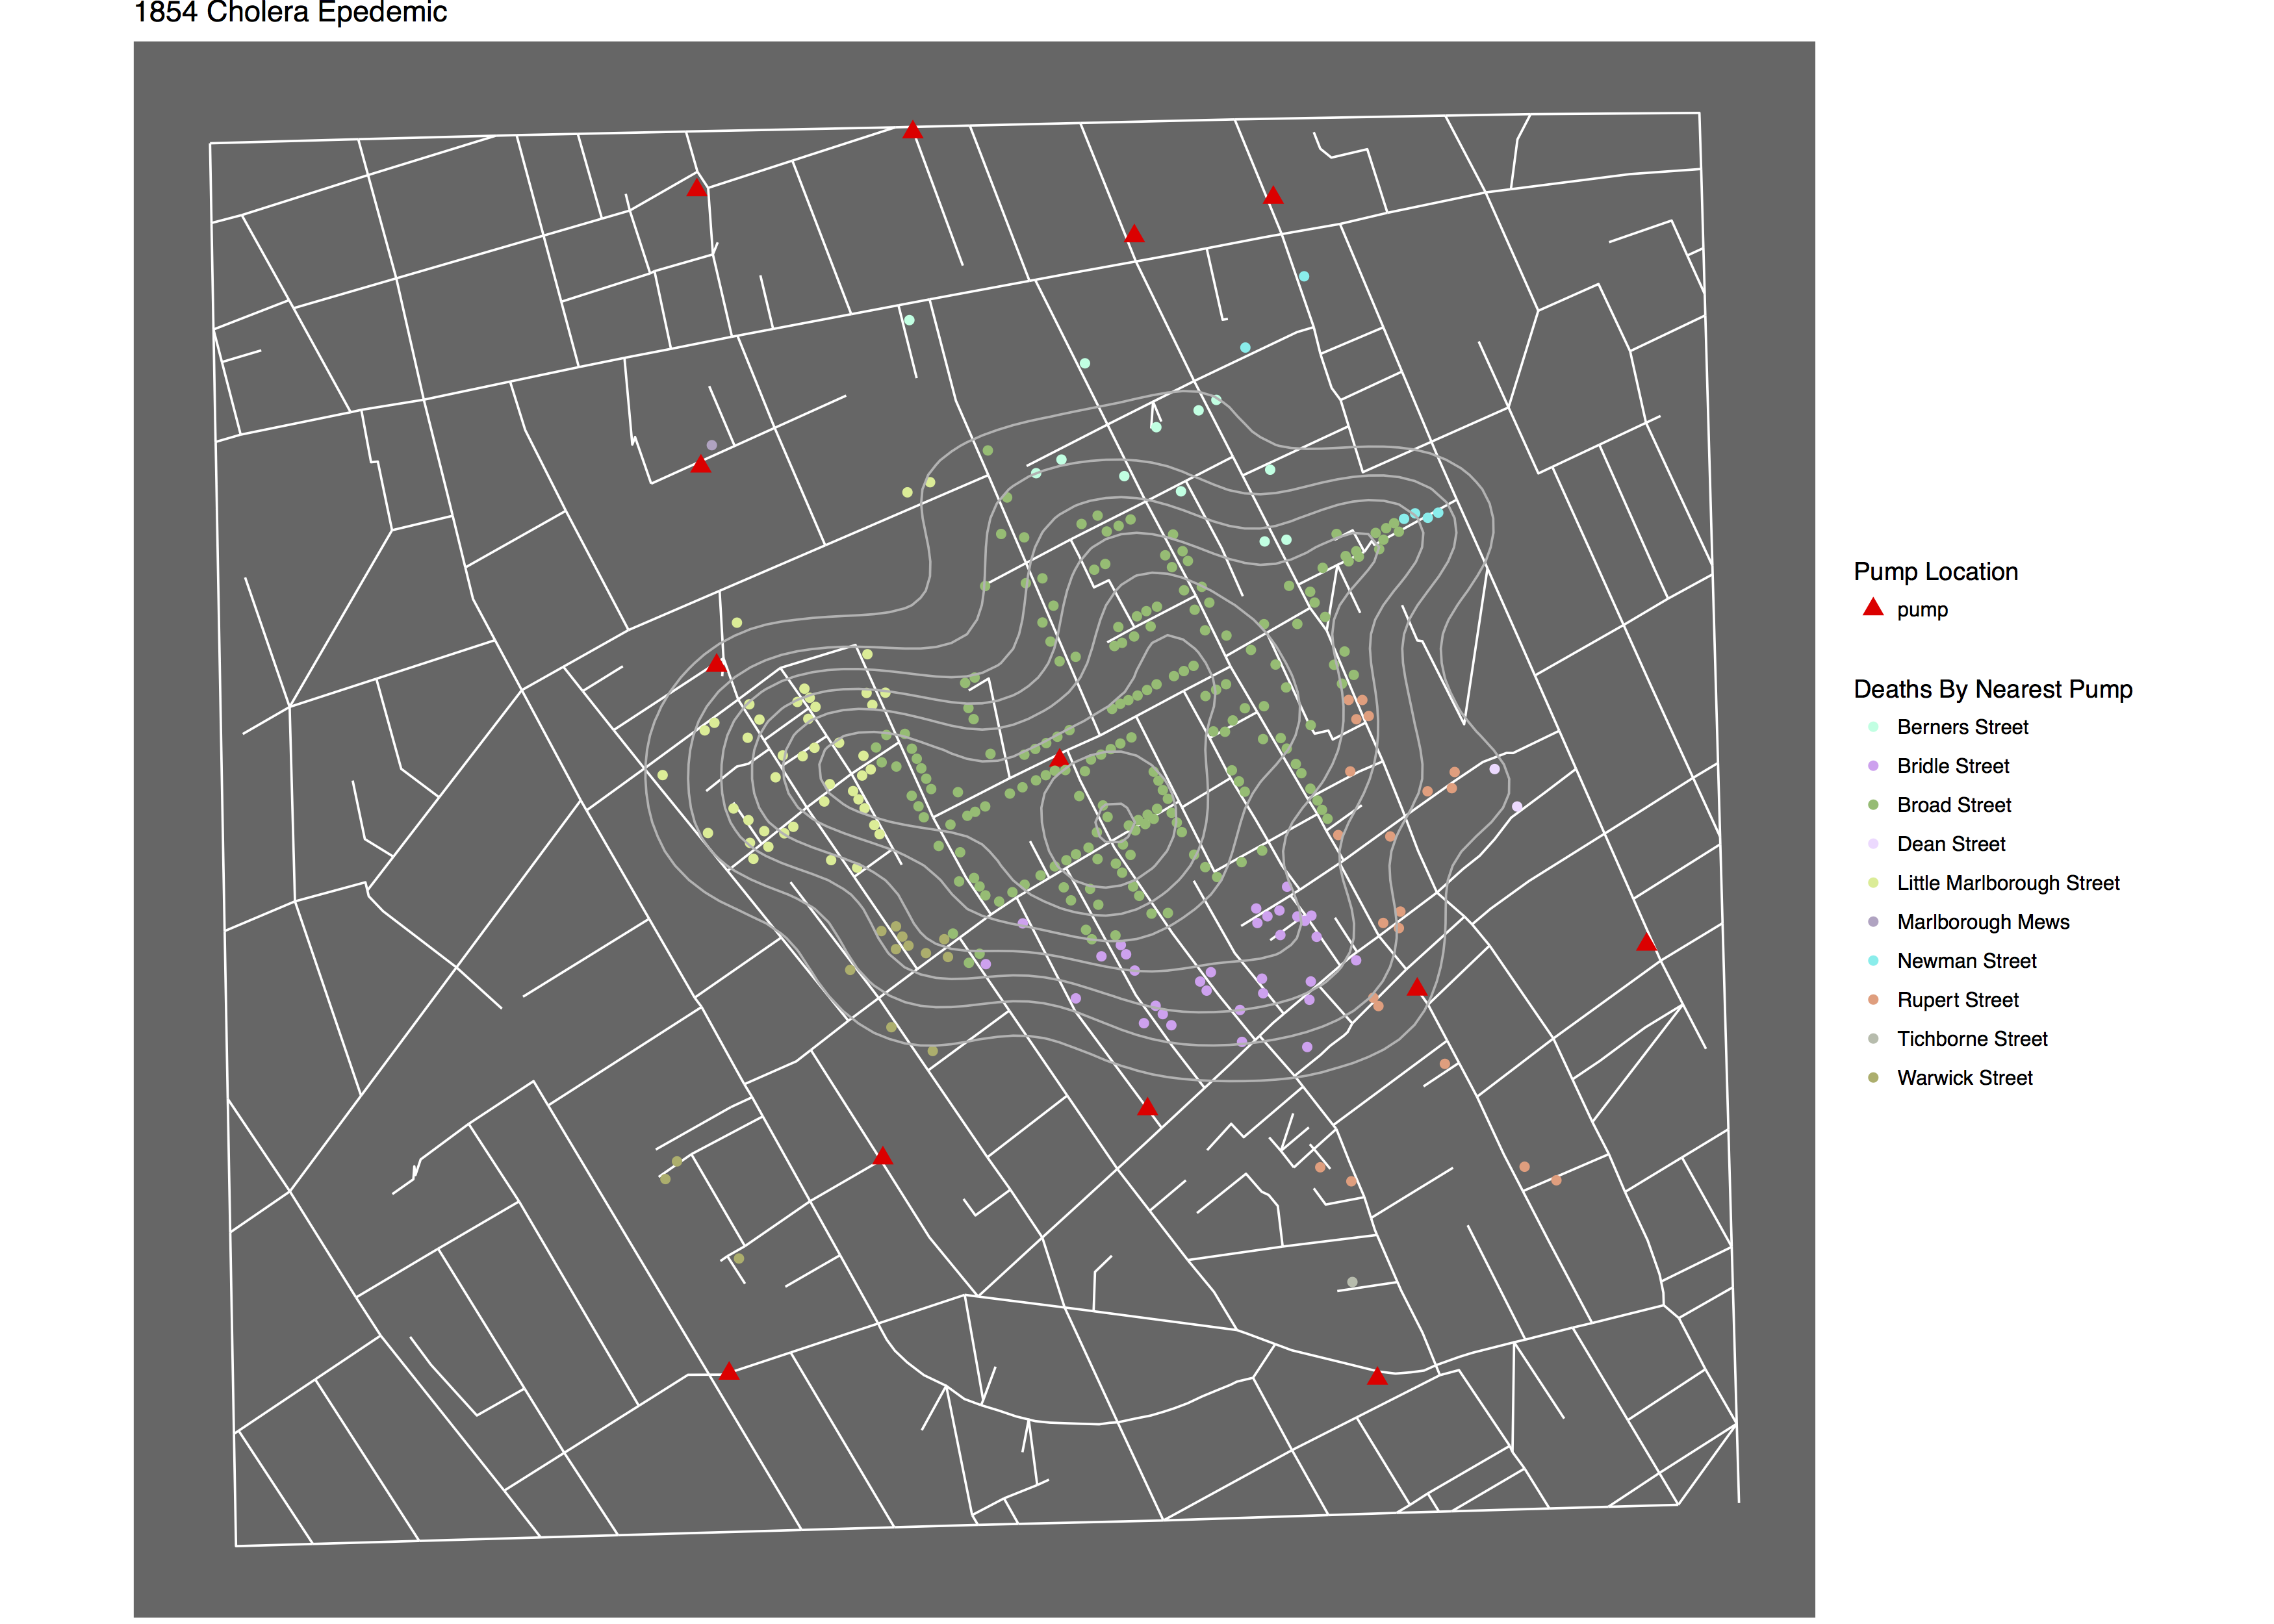 1854 Cholera Epedemic
Pump Location
pump
Deaths By Nearest Pump
Berners Street
Bridle Street
Broad Street
Dean Street
Little Marlborough Street
Marlborough Mews
Newman Street
Rupert Street
Tichborne Street
Warwick Street